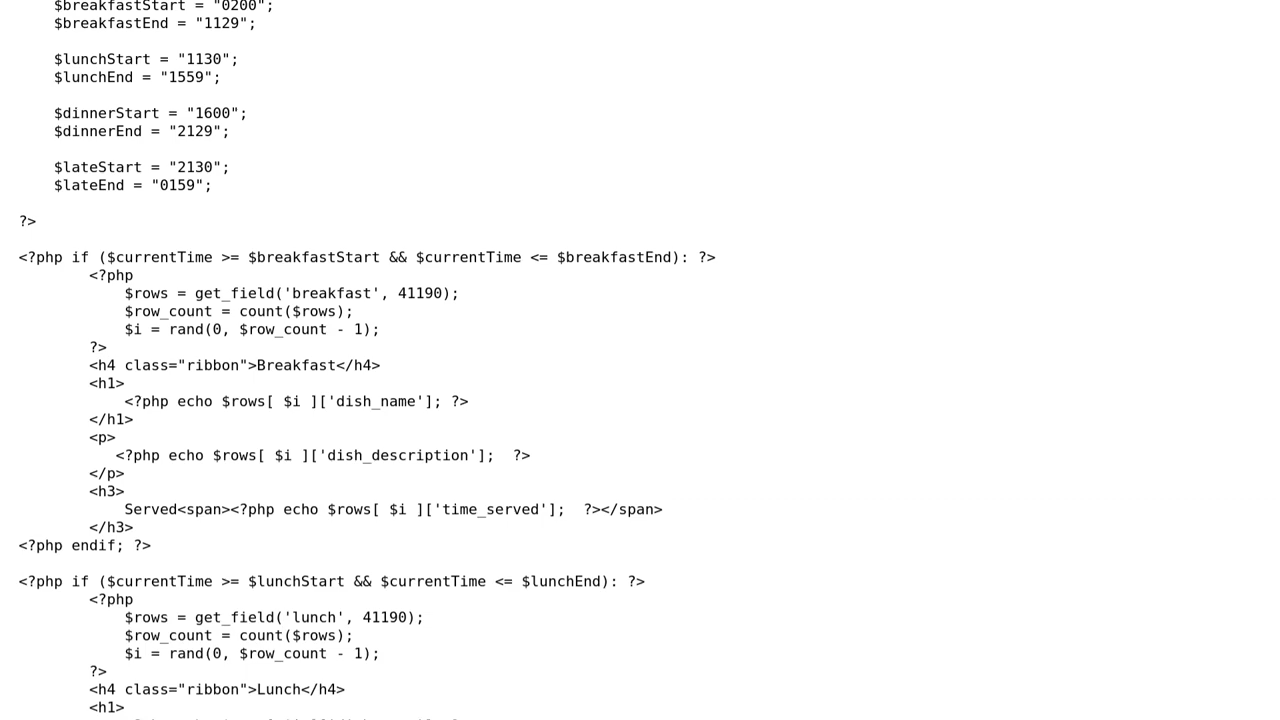 $breakfastStart = "0200";
$breakfastEnd = "1129";
$lunchStart = "1130";
$lunchEnd = "1559";
$dinnerStart = "1600";
$dinnerEnd = "2129";
$lateStart = "2130";
$lateEnd = "0159";
?>
<?php if ($currentTime >= $breakfastStart && $currentTime <= $breakfastEnd): ?>
<?php
$rows = get_field('breakfast', 41190);
$row_count = count($rows);
$i = rand(0, $row_count - 1);
?>
<h4 class="ribbon">Breakfast</h4>
<h1>
<?php echo $rows[ $i ]['dish_name']; ?>
</h1>
<p>
<?php echo $rows[ $i ]['dish_description'];  ?>
</p>
<h3>
Served<span><?php echo $rows[ $i ]['time_served'];  ?></span>
</h3>
<?php endif; ?>
<?php if ($currentTime >= $lunchStart && $currentTime <= $lunchEnd): ?>
<?php
$rows = get_field('lunch', 41190);
$row_count = count($rows);
$i = rand(0, $row_count - 1);
?>
<h4 class="ribbon">Lunch</h4>
<h1>